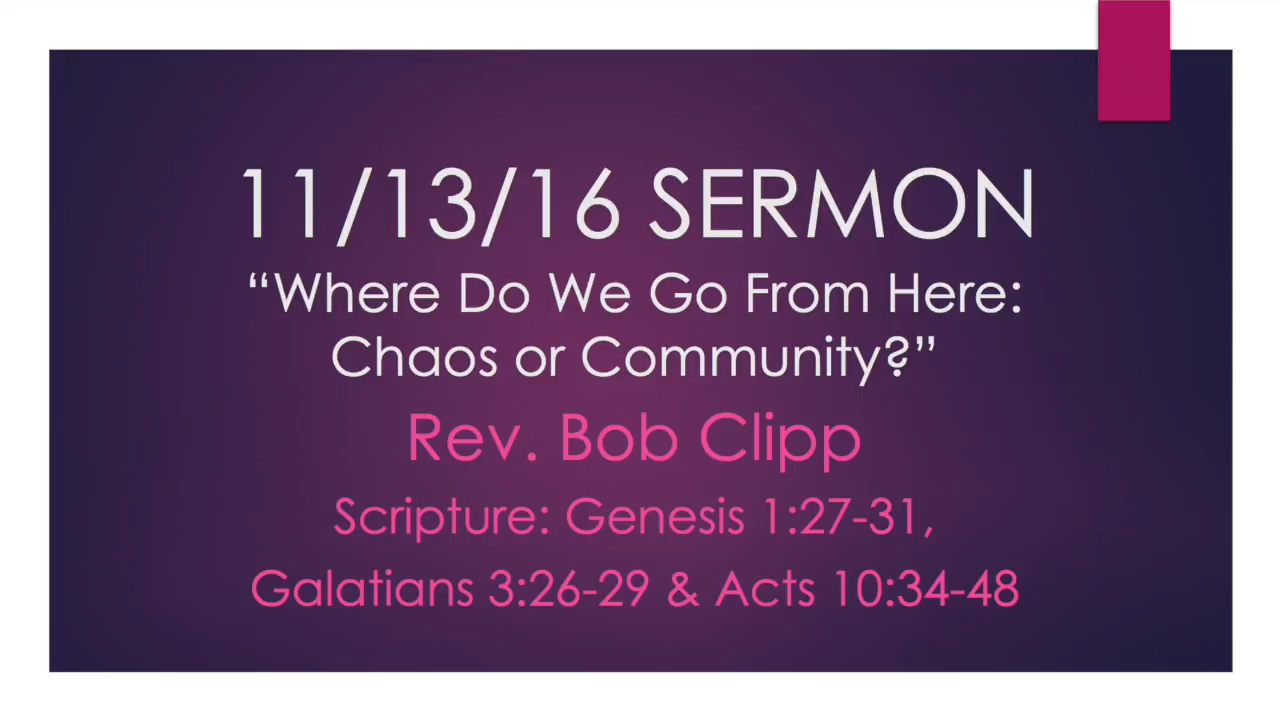 11/13/16 SERMON
“Where Do We Go From Here:
Chaos or Community?”
Rev. Bob Clipp
Scripture: Genesis 1:27-31,
Galatians 3:26-29 & Acts 10:34-48